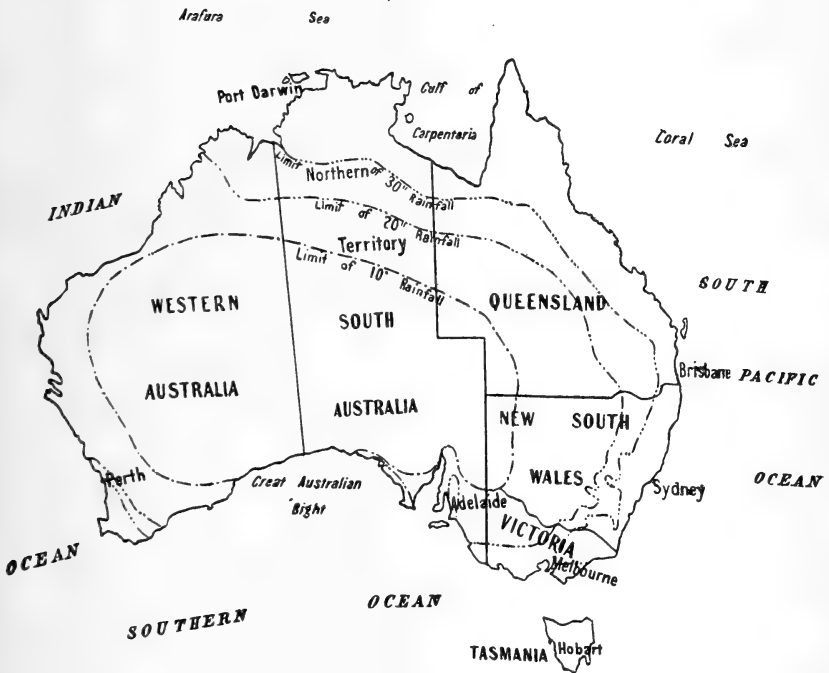 Arafura Sea
Port Darwin
Gulf of
Carpentaria
Coral Sea
INDIAN
Limit of 30" Rainfall
Northern
Limit of 20" Rainfall
Territory
Limit of 10" Rainfall
WESTERN
SOUTH
QUEENSLAND
SOUTH
Brisbane
PACIFIC
AUSTRALIA
AUSTRALIA
NEW SOUTH
WALES
Perth
Great Australian
Bight
Adelaide
Sydney
OCEAN
VICTORIA
Melbourne
OCEAN
SOUTHERN
OCEAN
TASMANIA
Hobart